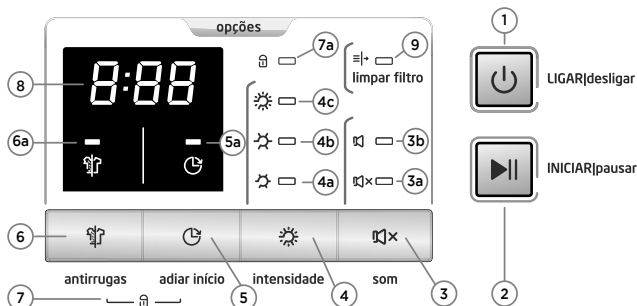 opções
1
7a
9
limpar filtro
8
8:88
LIGAR|desligar
4c
6a
5a
4b
3b
4a
3a
INICIAR|pausar
6
antirrugas
adiar início
intensidade
som
7
5
4
3
2